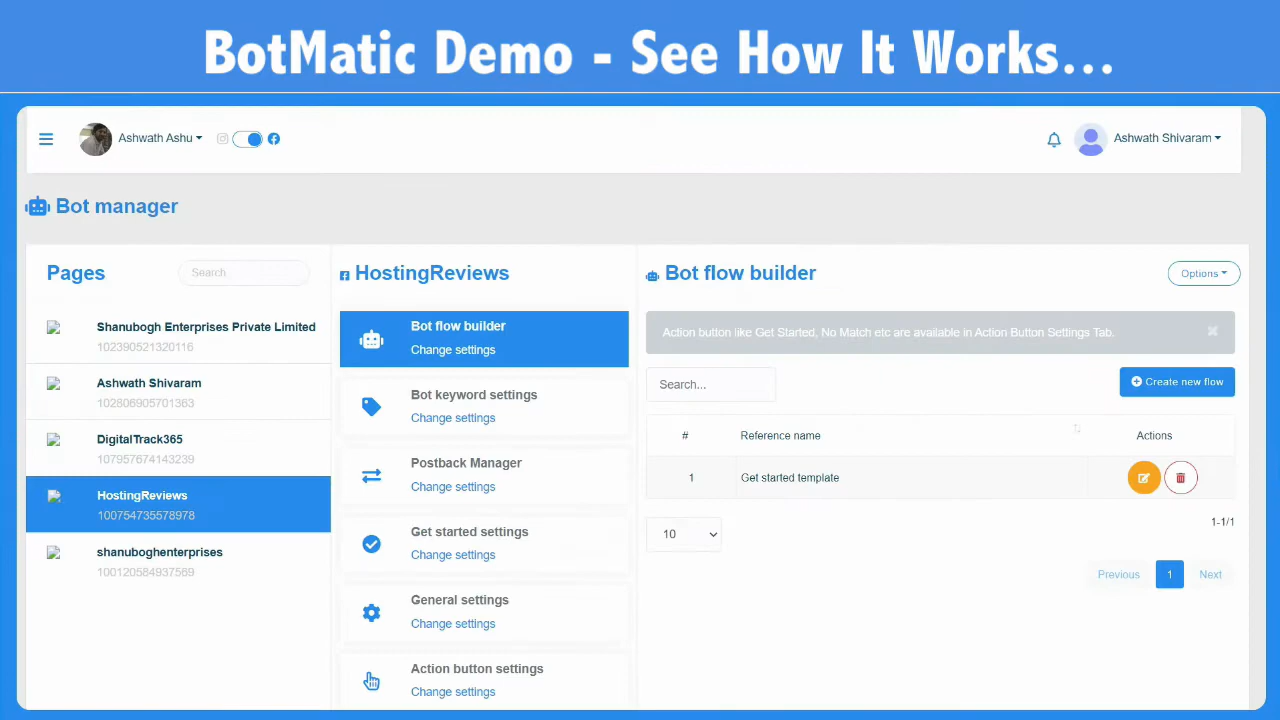 BotMatic Demo - See How It Works...
Ashwath Ashu
Ashwath Shivaram
Bot manager
Pages
Search
Shanubogh Enterprises Private Limited
102390521320116
Ashwath Shivaram
102806905701363
DigitalTrack365
107957674143239
HostingReviews
100754735578978
shanuboghenterprises
100120584937589
HostingReviews
Bot flow builder
Change settings
Bot keyword settings
Change settings
Postback Manager
Change settings
Get started settings
Change settings
General settings
Change settings
Action button settings
Change settings
Bot flow builder
Options
Action button like Get Started, No Match etc are available in Action Button Settings Tab.
Search...
Create new flow
# Reference name Actions
1 Get started template
10
1-1/1
Previous 1 Next